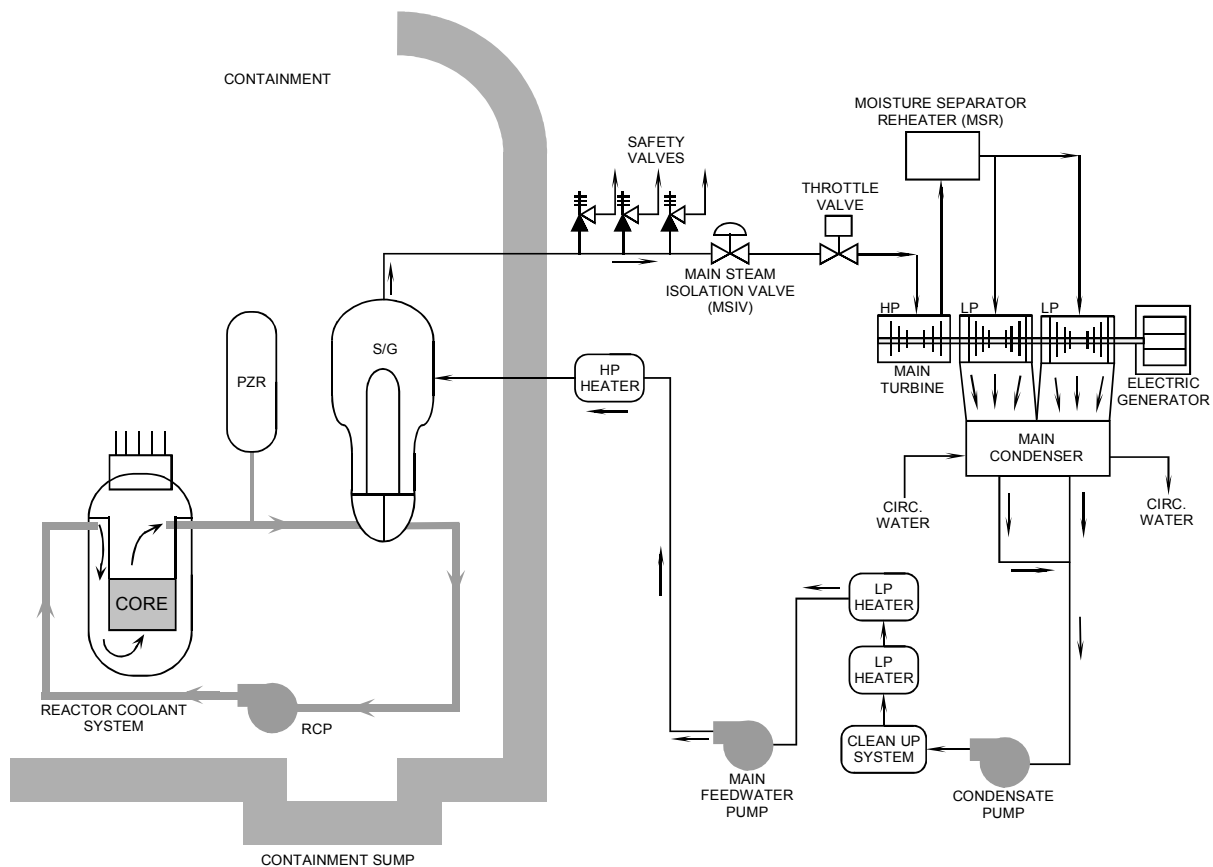 CONTAINMENT
MOISTURE SEPARATOR
REHEATER (MSR)
SAFETY
VALVES
THROTTLE
VALVE
MAIN STEAM
ISOLATION VALVE
(MSIV)
HP
LP
LP
MAIN
TURBINE
ELECTRIC
GENERATOR
S/G
PZR
HP
HEATER
MAIN
CONDENSER
CIRC.
WATER
CIRC.
WATER
CORE
LP
HEATER
LP
HEATER
REACTOR COOLANT
SYSTEM
RCP
CLEAN UP
SYSTEM
MAIN
FEEDWATER
PUMP
CONDENSATE
PUMP
CONTAINMENT SUMP